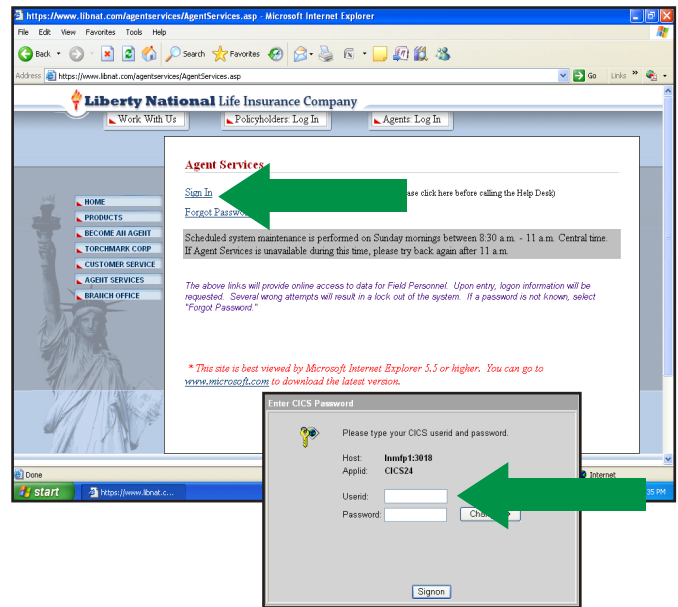 https://www.libnat.com/agentservices/AgentServices.asp - Microsoft Internet Explorer
File Edit View Favorites Tools Help
Back Search Favorites
Address https://www.libnat.com/agentservices/AgentServices.asp Go Links »
Liberty National Life Insurance Company
Work With Us Policyholders: Log In Agents: Log In
Agent Services
Sign In click here before calling the Help Desk)
Forgot
HOME
PRODUCTS
BECOME AN AGENT
TORCHMARK CORP
CUSTOMER SERVICE
AGENT SERVICES
BRANCH OFFICE
Scheduled system maintenance is performed on Sunday mornings between 8:30 a.m. - 11 a.m. Central time.
If Agent Services is unavailable during this time, please try back again after 11 a.m.
The above links will provide online access to data for Field Personnel. Upon entry, logon information will be
requested. Several wrong attempts will result in a lock out of the system. If a password is not known, select
"Forgot Password."
* This site is best viewed by Microsoft Internet Explorer 5.5 or higher. You can go to
www.microsoft.com to download the latest version.
Done Internet
start https://www.libnat.c... 35 PM
Enter CICS Password
Please type your CICS userid and password.
Host: lnmfp1:3018
Applid: CICS24
Userid:
Password:
Signon